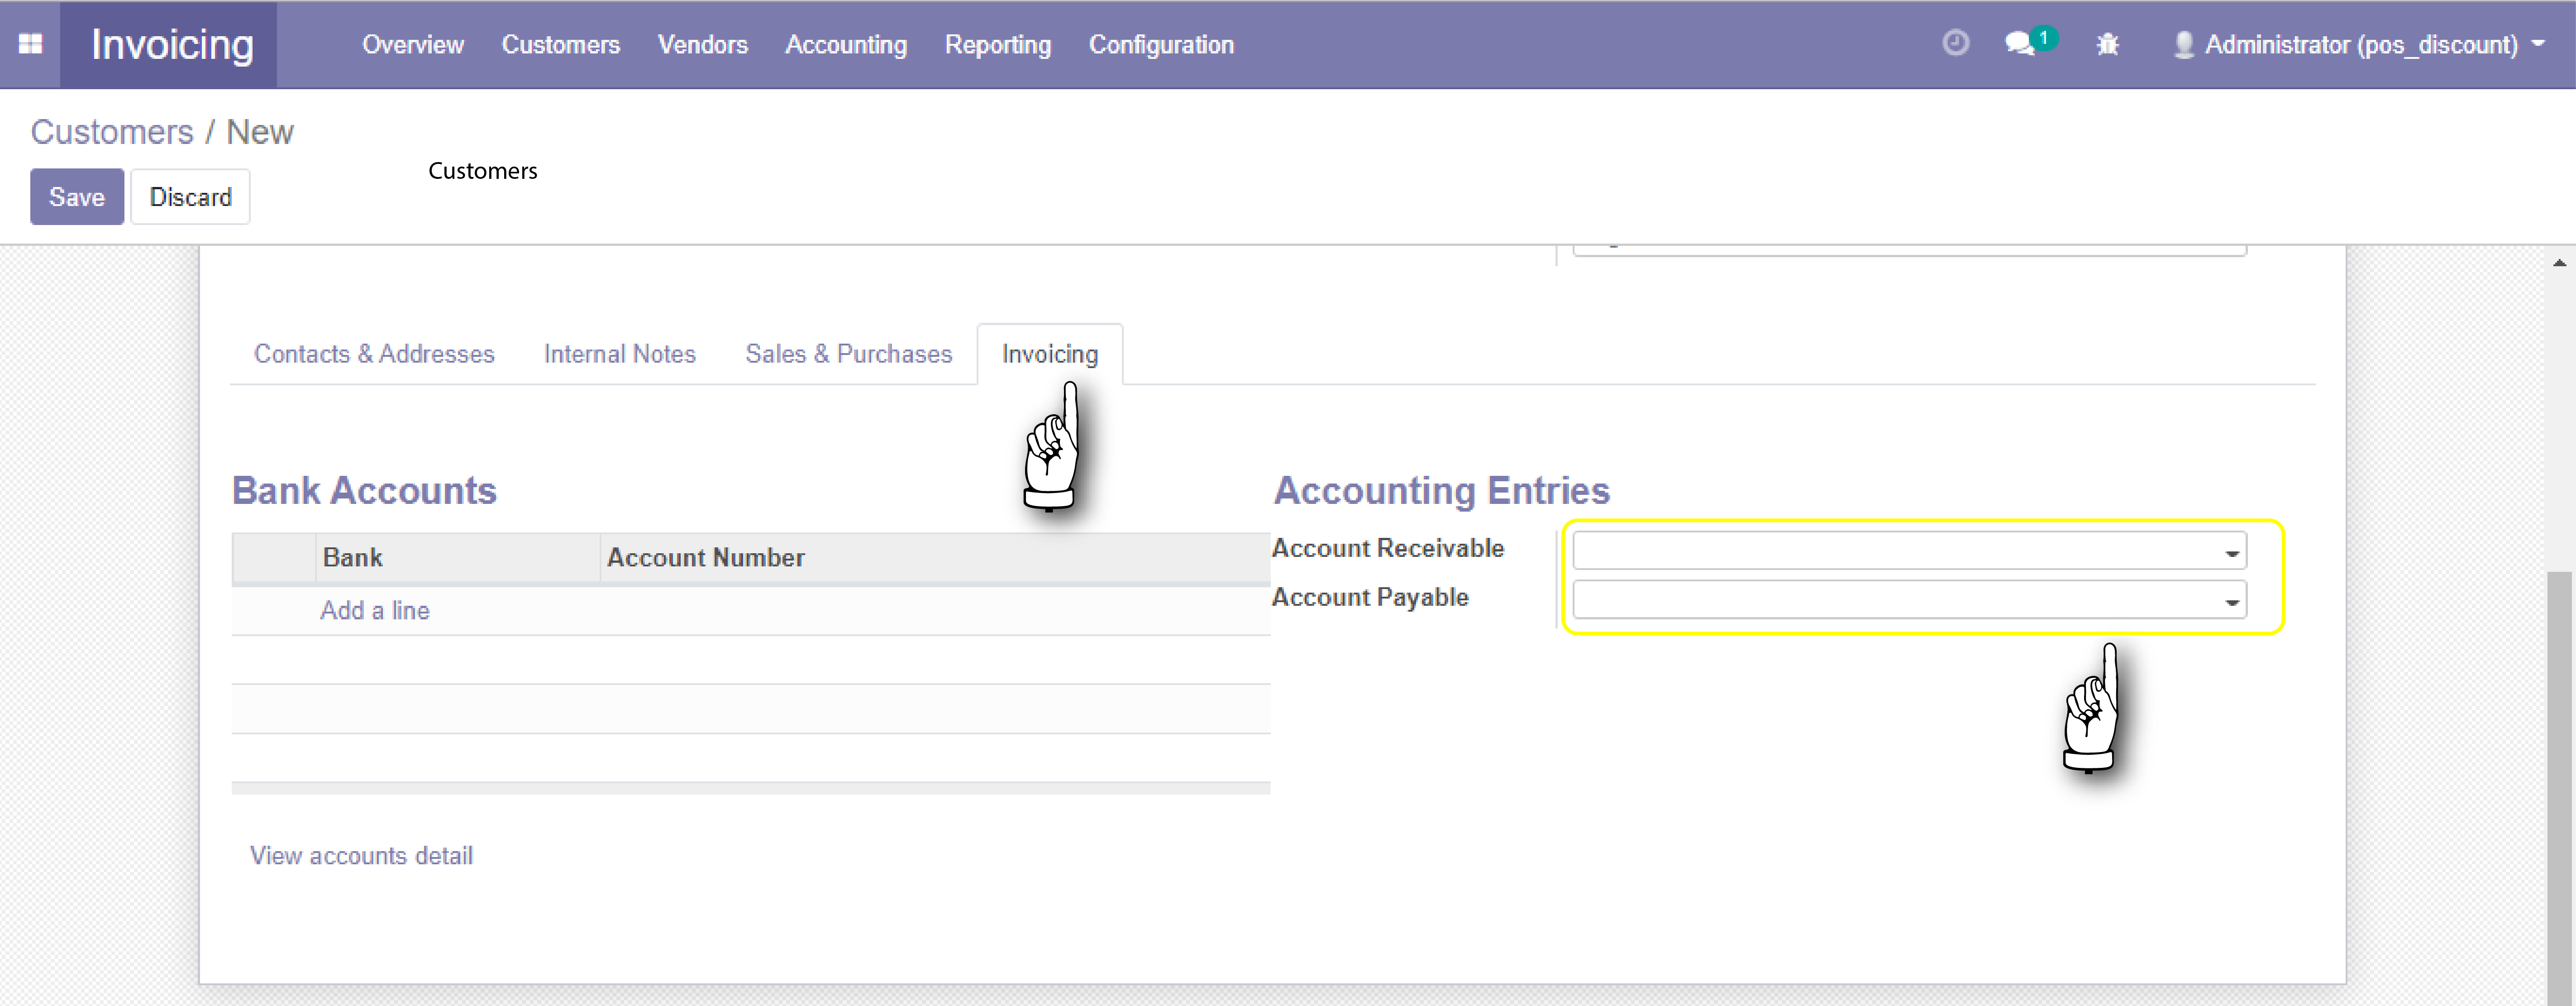 Invoicing Overview Customers Vendors Accounting Reporting Configuration 1 Administrator (pos_discount)
Customers / New
Customers
Save Discard
Contacts & Addresses Internal Notes Sales & Purchases Invoicing
Bank Accounts Accounting Entries
Bank Account Number Account Receivable
Add a line Account Payable
View accounts detail